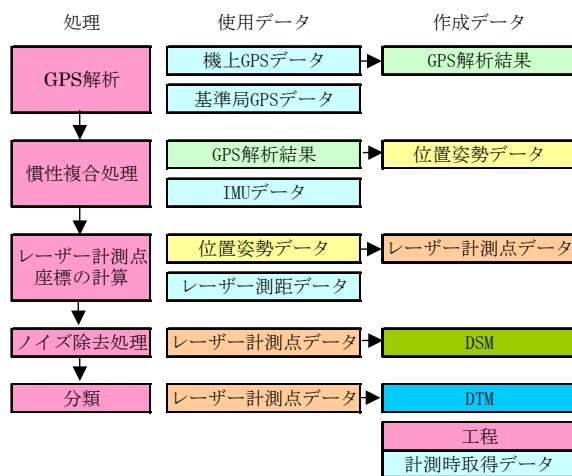 処理 使用データ 作成データ
GPS解析 機上GPSデータ GPS解析結果
基準局GPSデータ
慣性複合処理 GPS解析結果 位置姿勢データ
IMUデータ
レーザー計測点 位置姿勢データ レーザー計測点データ
座標の計算 レーザー測距データ
ノイズ除去処理 レーザー計測点データ DSM
分類 レーザー計測点データ DTM
工程
計測時取得データ